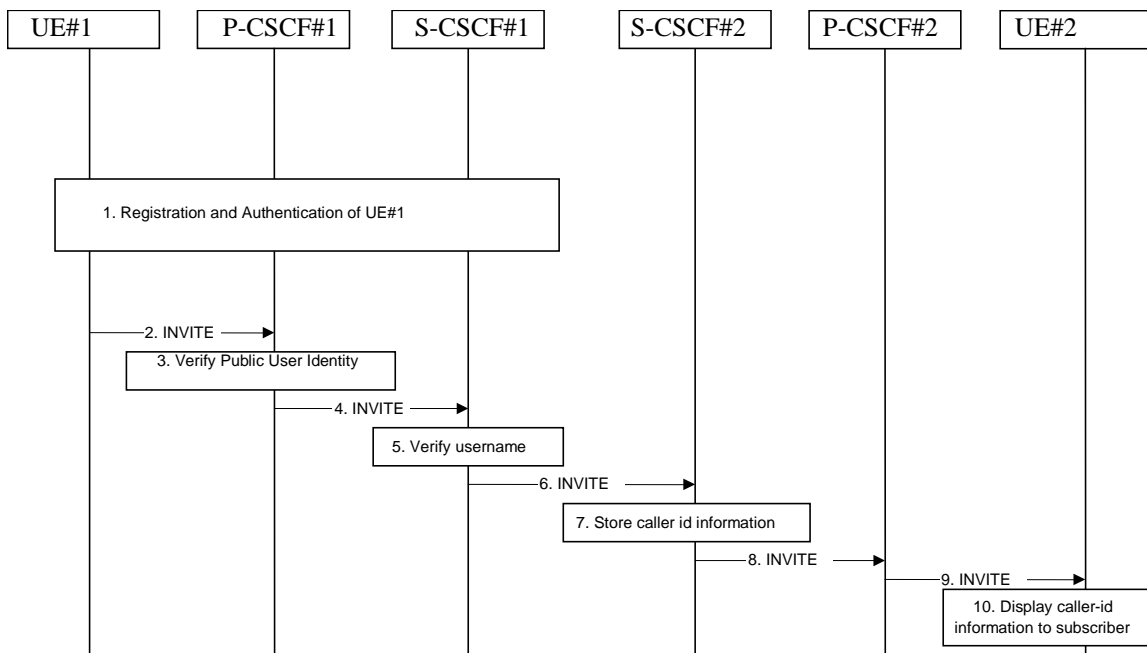 UE#1
P-CSCF#1
S-CSCF#1
S-CSCF#2
P-CSCF#2
UE#2
1. Registration and Authentication of UE#1
2. INVITE
3. Verify Public User Identity
4. INVITE
5. Verify username
6. INVITE
7. Store caller id information
8. INVITE
9. INVITE
10. Display caller-id
information to subscriber